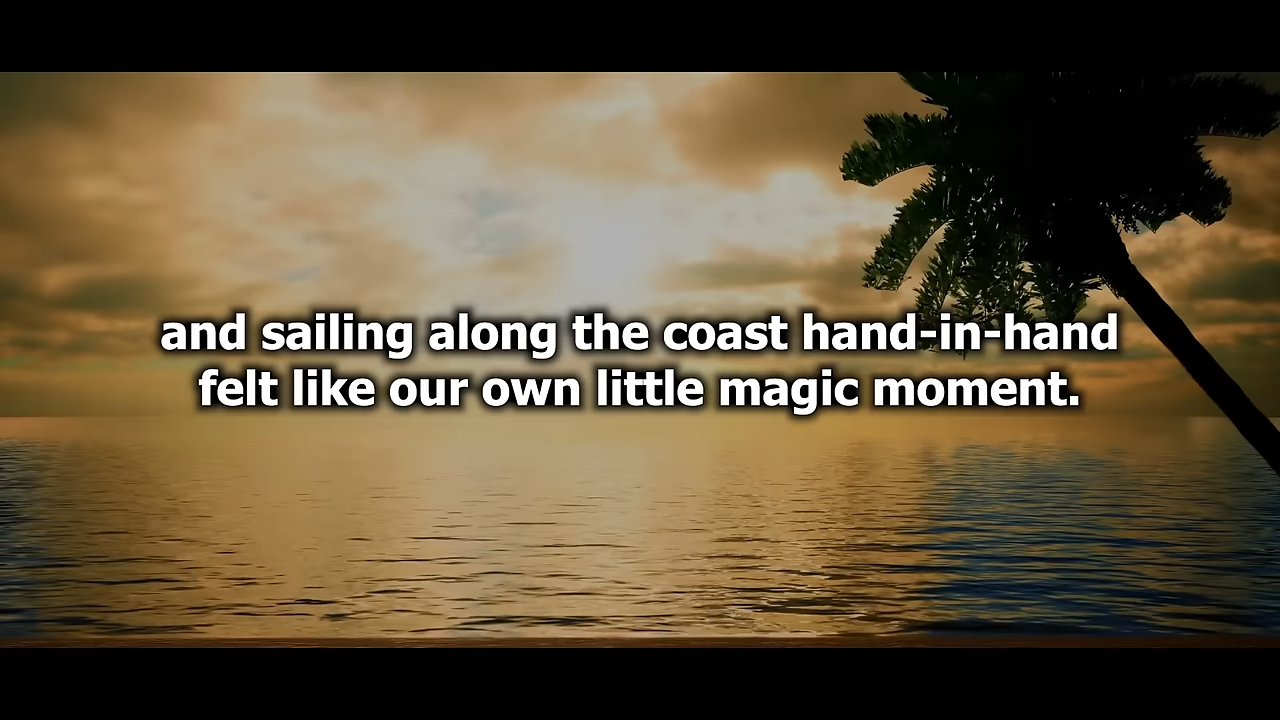 and sailing along the coast hand-in-hand
felt like our own little magic moment.